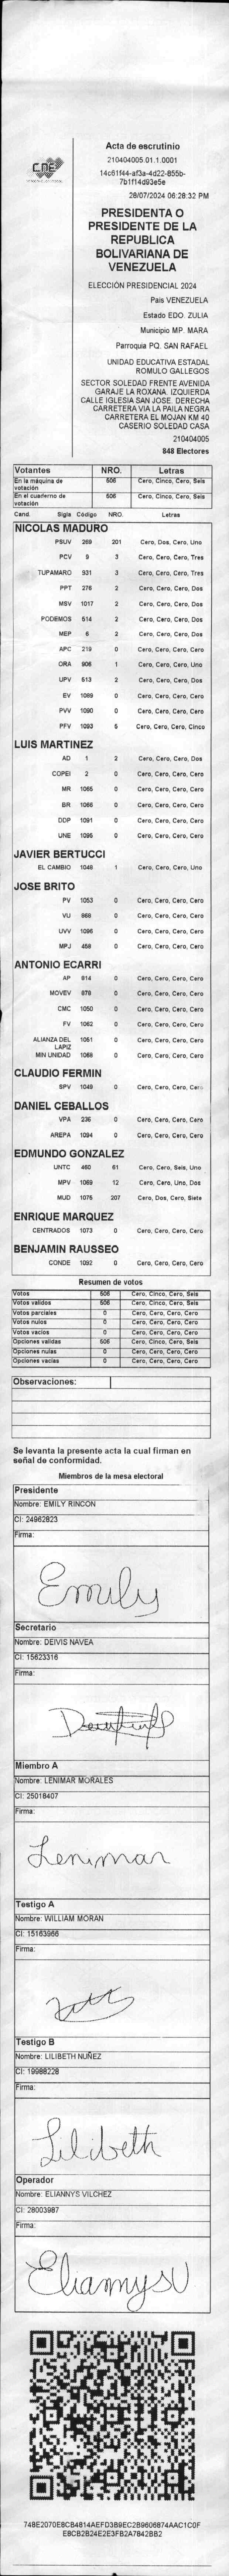 CNE
Acta de escrutinio
210404005.01.1.0001
14c61f44-af3a-4d22-855b-
7b1f14d93e5e
28/07/2024 06:28:32 PM
PRESIDENTA O
PRESIDENTE DE LA
REPUBLICA
BOLIVARIANA DE
VENEZUELA
ELECCIÓN PRESIDENCIAL 2024
País VENEZUELA
Estado EDO. ZULIA
Municipio MP. MARA
Parroquia PQ. SAN RAFAEL
UNIDAD EDUCATIVA ESTADAL
ROMULO GALLEGOS
SECTOR SOLEDAD FRENTE AVENIDA
GARAJE LA ROXANA. IZQUIERDA
CALLE IGLESIA SAN JOSE. DERECHA
CARRETERA VIA LA PAILA NEGRA
CARRETERA EL MOJAN KM 40
CASERIO SOLEDAD CASA
210404005
848 Electores
Votantes NRO. Letras
En la máquina de votación 506 Cero, Cinco, Cero, Seis
En el cuaderno de votación 506 Cero, Cinco, Cero, Seis
Cand. Sigla Código NRO. Letras
NICOLAS MADURO
PSUV 269 201 Cero, Dos, Cero, Uno
PCV 9 3 Cero, Cero, Cero, Tres
TUPAMARO 931 3 Cero, Cero, Cero, Tres
PPT 276 2 Cero, Cero, Cero, Dos
MSV 1017 2 Cero, Cero, Cero, Dos
PODEMOS 514 2 Cero, Cero, Cero, Dos
MEP 6 2 Cero, Cero, Cero, Dos
APC 219 0 Cero, Cero, Cero, Cero
ORA 906 1 Cero, Cero, Cero, Uno
UPV 513 2 Cero, Cero, Cero, Dos
EV 1089 0 Cero, Cero, Cero, Cero
PVV 1090 0 Cero, Cero, Cero, Cero
PFV 1093 5 Cero, Cero, Cero, Cinco
LUIS MARTINEZ
AD 1 2 Cero, Cero, Cero, Dos
COPEI 2 0 Cero, Cero, Cero, Cero
MR 1065 0 Cero, Cero, Cero, Cero
BR 1066 0 Cero, Cero, Cero, Cero
DDP 1091 0 Cero, Cero, Cero, Cero
UNE 1095 0 Cero, Cero, Cero, Cero
JAVIER BERTUCCI
EL CAMBIO 1048 1 Cero, Cero, Cero, Uno
JOSE BRITO
PV 1053 0 Cero, Cero, Cero, Cero
VU 868 0 Cero, Cero, Cero, Cero
UVV 1096 0 Cero, Cero, Cero, Cero
MPJ 458 0 Cero, Cero, Cero, Cero
ANTONIO ECARRI
AP 814 0 Cero, Cero, Cero, Cero
MOVEV 879 0 Cero, Cero, Cero, Cero
CMC 1050 0 Cero, Cero, Cero, Cero
FV 1062 0 Cero, Cero, Cero, Cero
ALIANZA DEL LAPIZ 1051 0 Cero, Cero, Cero, Cero
MIN UNIDAD 1068 0 Cero, Cero, Cero, Cero
CLAUDIO FERMIN
SPV 1049 0 Cero, Cero, Cero, Cero
DANIEL CEBALLOS
VPA 236 0 Cero, Cero, Cero, Cero
AREPA 1094 0 Cero, Cero, Cero, Cero
EDMUNDO GONZALEZ
UNTC 460 61 Cero, Cero, Seis, Uno
MPV 1069 12 Cero, Cero, Uno, Dos
MUD 1075 207 Cero, Dos, Cero, Siete
ENRIQUE MARQUEZ
CENTRADOS 1073 0 Cero, Cero, Cero, Cero
BENJAMIN RAUSSEO
CONDE 1092 0 Cero, Cero, Cero, Cero
Resumen de votos
Votos 506 Cero, Cinco, Cero, Seis
Votos validos 506 Cero, Cinco, Cero, Seis
Votos parciales 0 Cero, Cero, Cero, Cero
Votos nulos 0 Cero, Cero, Cero, Cero
Votos vacios 0 Cero, Cero, Cero, Cero
Opciones validas 506 Cero, Cinco, Cero, Seis
Opciones nulas 0 Cero, Cero, Cero, Cero
Opciones vacias 0 Cero, Cero, Cero, Cero
Observaciones:
Se levanta la presente acta la cual firman en
señal de conformidad.
Miembros de la mesa electoral
Presidente
Nombre: EMILY RINCON
CI: 24962823
Firma:
Emily
Secretario
Nombre: DEIVIS NAVEA
CI: 15623316
Firma:
Miembro A
Nombre: LENIMAR MORALES
CI: 25018407
Firma:
Lenimar
Testigo A
Nombre: WILLIAM MORAN
CI: 15163966
Firma:
Testigo B
Nombre: LILIBETH NUÑEZ
CI: 19988228
Firma:
Lilibeth
Operador
Nombre: ELIANNYS VILCHEZ
CI: 28003987
Firma:
EliannysV
748E2070E8CB4814AEFD3B9EC2B9606874AAC1C0F
E8CB2B24E2E3FB2A7842BB2